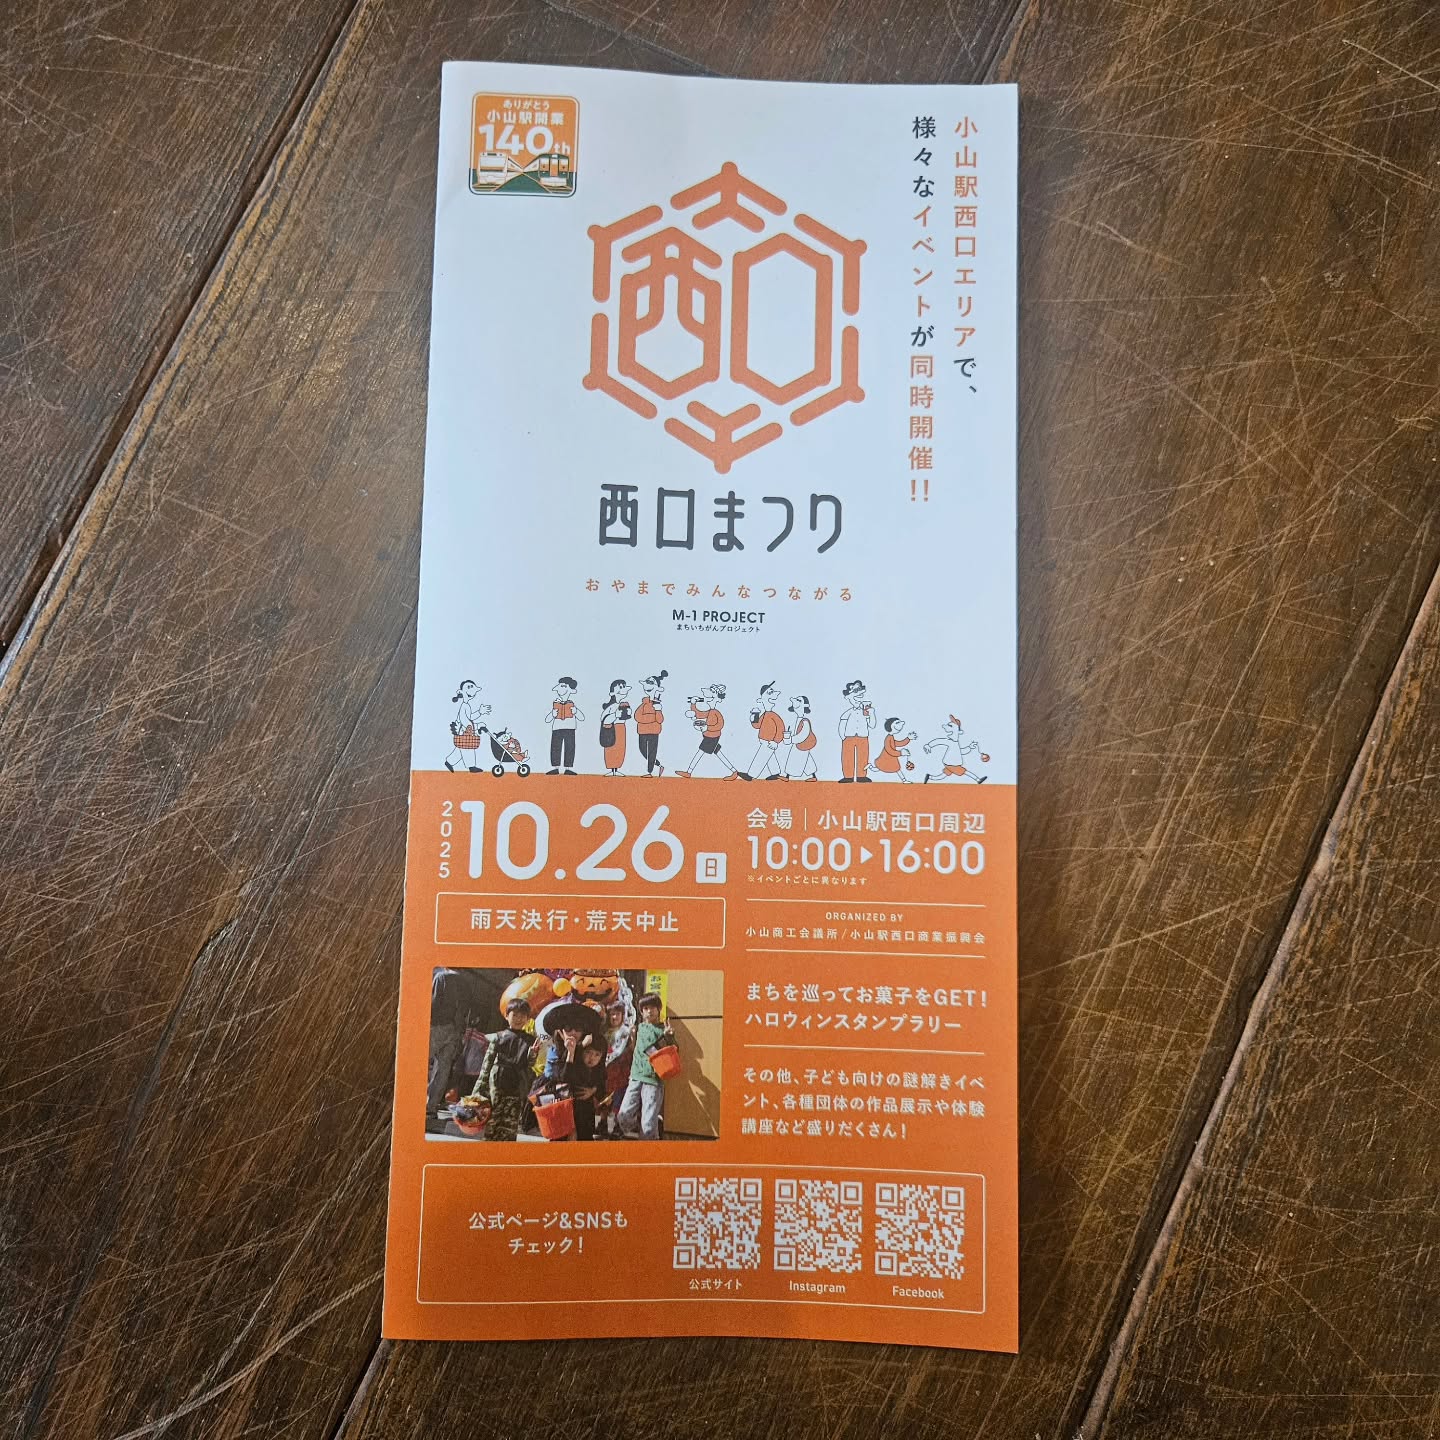 ありがとう
小山駅開業
140th
小山駅西口エリアで、
様々なイベントが同時開催!!
西口
西口まつり
おやまでみんなつながる
M-1 PROJECT
まちいちがんプロジェクト
2025
10.26 日
雨天決行・荒天中止
会場|小山駅西口周辺
10:00▶16:00
※イベントごとに異なります
ORGANIZED BY
小山商工会議所/小山駅西口商業振興会
まちを巡ってお菓子をGET!
ハロウィンスタンプラリー
その他、子ども向けの謎解きイベ
ント、各種団体の作品展示や体験
講座など盛りだくさん!
公式ページ&SNSも
チェック!
公式サイト
Instagram
Facebook